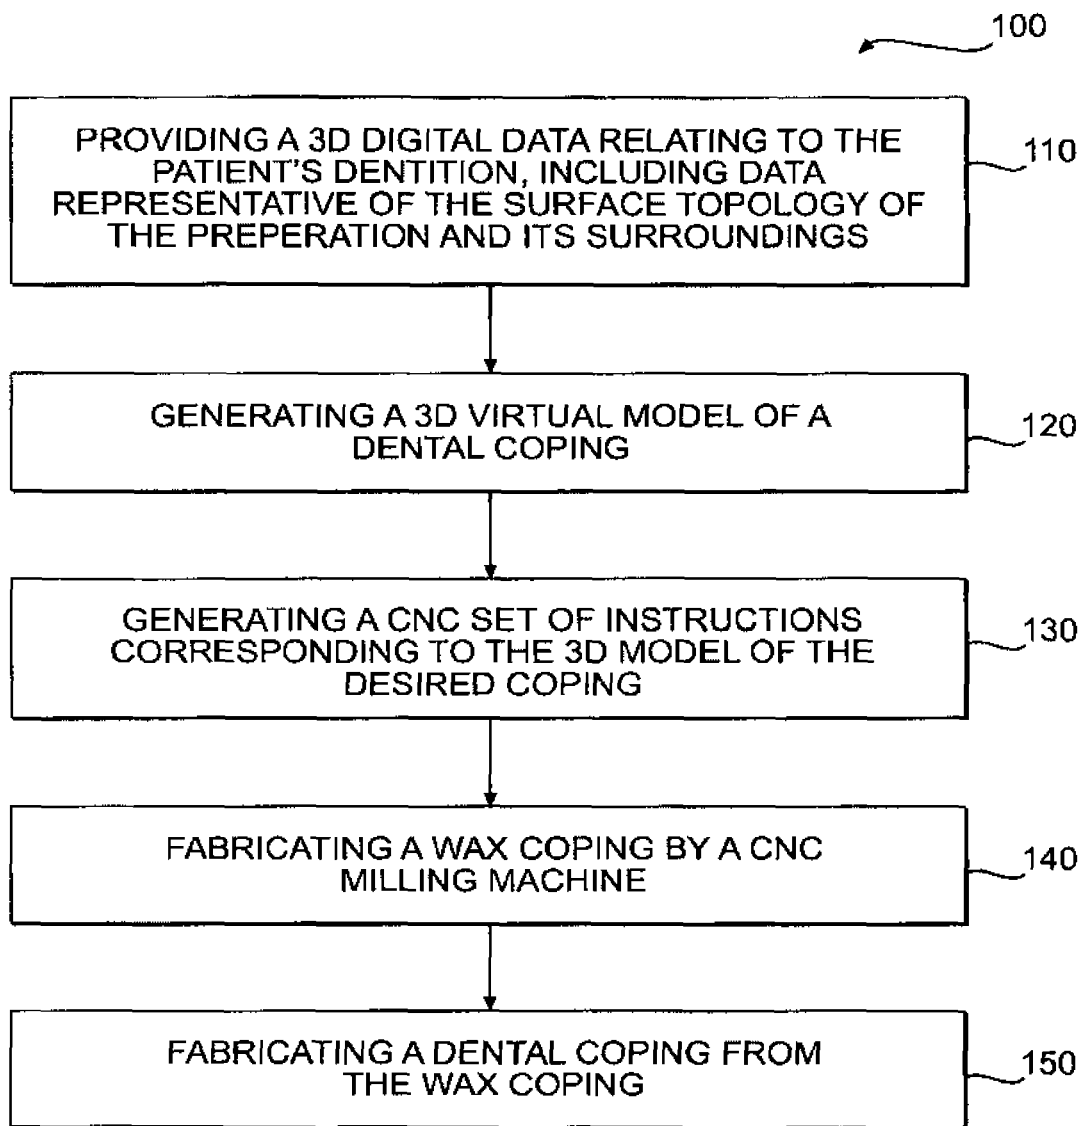 100
PROVIDING A 3D DIGITAL DATA RELATING TO THE
PATIENT'S DENTITION, INCLUDING DATA
REPRESENTATIVE OF THE SURFACE TOPOLOGY OF
THE PREPERATION AND ITS SURROUNDINGS
110
GENERATING A 3D VIRTUAL MODEL OF A
DENTAL COPING
120
GENERATING A CNC SET OF INSTRUCTIONS
CORRESPONDING TO THE 3D MODEL OF THE
DESIRED COPING
130
FABRICATING A WAX COPING BY A CNC
MILLING MACHINE
140
FABRICATING A DENTAL COPING FROM
THE WAX COPING
150